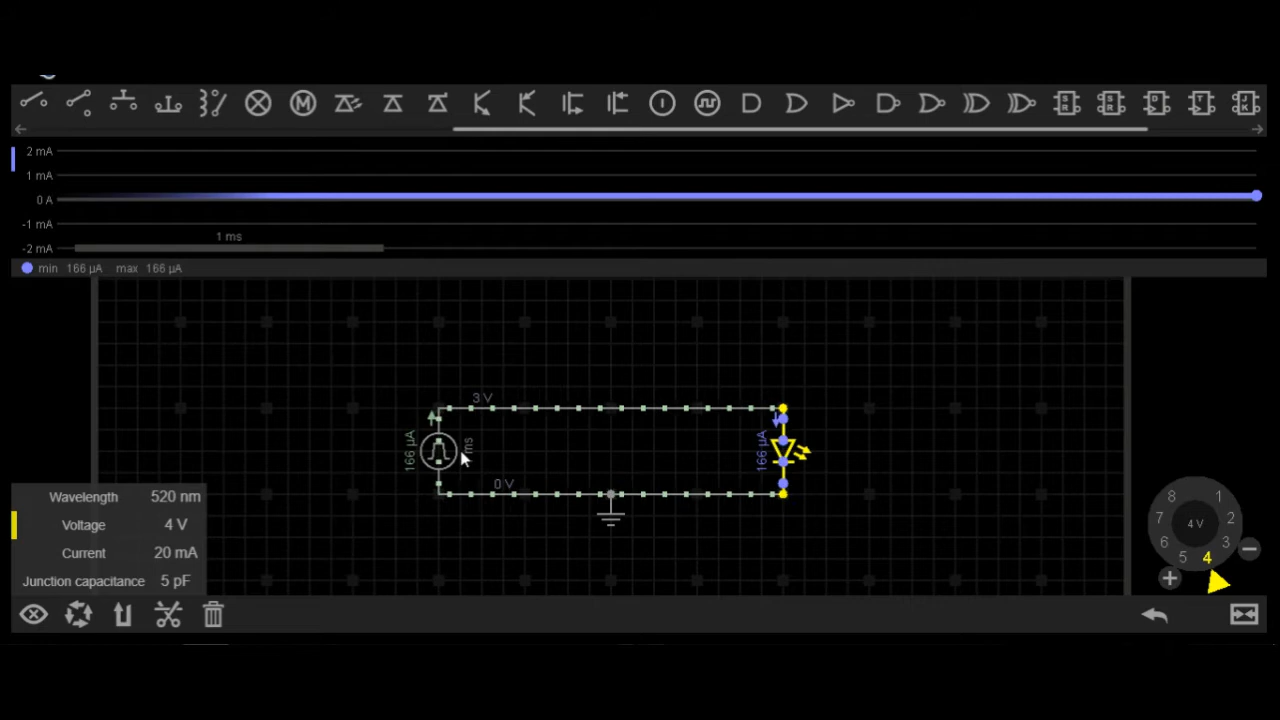 I
S R
S R
D
T
J K
M
2 mA
1 mA
0 A
-1 mA
-2 mA
1 ms
min 166 µA max 166 µA
3 V
166 µA
ms
166 µA
0 V
Wavelength 520 nm
Voltage 4 V
Current 20 mA
Junction capacitance 5 pF
8 1
7 4 V 2
6 3
5 4